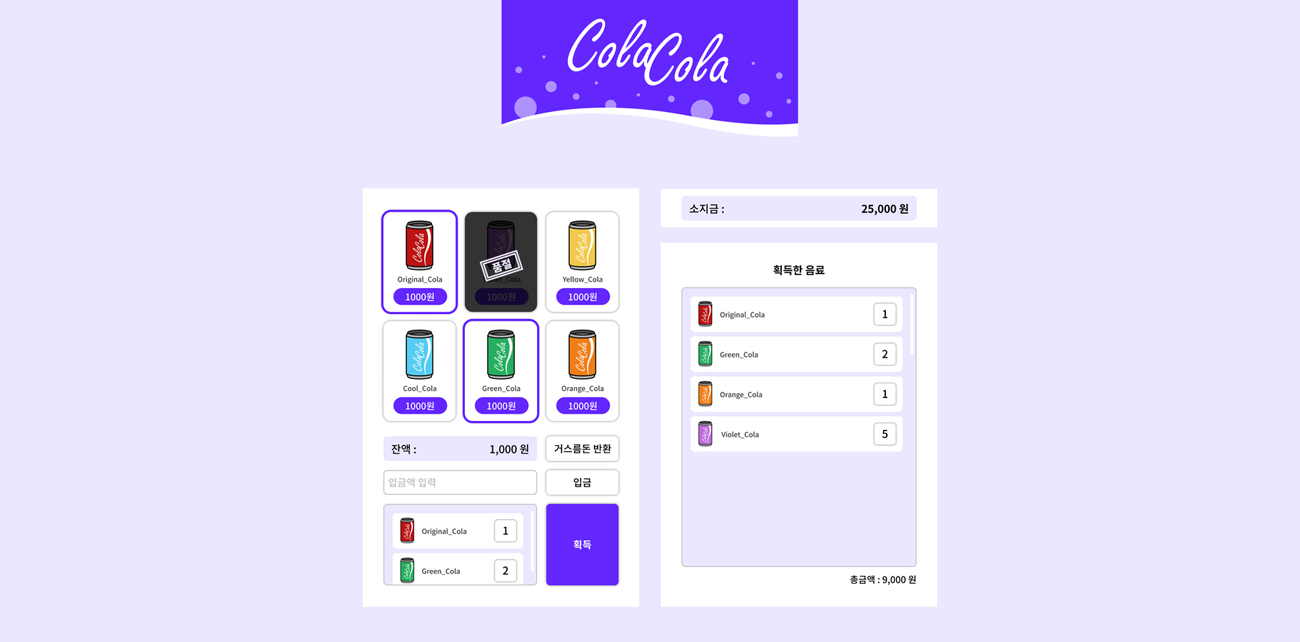 ColaCola
Original_Cola
1000원
품절
1000원
Yellow_Cola
1000원
Cool_Cola
1000원
Green_Cola
1000원
Orange_Cola
1000원
잔액 : 1,000 원
거스름돈 반환
입금액 입력
입금
Original_Cola 1
Green_Cola 2
획득
소지금 : 25,000 원
획득한 음료
Original_Cola 1
Green_Cola 2
Orange_Cola 1
Violet_Cola 5
총금액 : 9,000 원